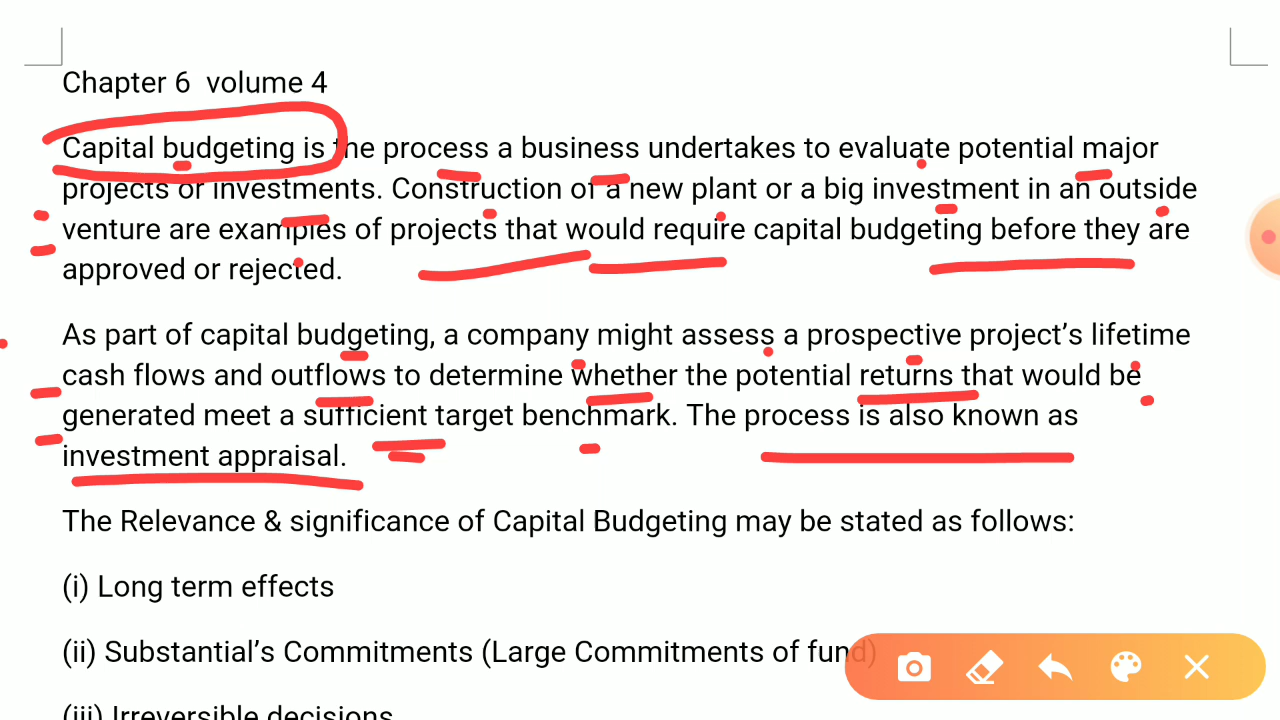 Chapter 6  volume 4
Capital budgeting is the process a business undertakes to evaluate potential major
projects or investments. Construction of a new plant or a big investment in an outside
venture are examples of projects that would require capital budgeting before they are
approved or rejected.
As part of capital budgeting, a company might assess a prospective project’s lifetime
cash flows and outflows to determine whether the potential returns that would be
generated meet a sufficient target benchmark. The process is also known as
investment appraisal.
The Relevance & significance of Capital Budgeting may be stated as follows:
(i) Long term effects
(ii) Substantial’s Commitments (Large Commitments of fund)
(iii) Irreversible decisions